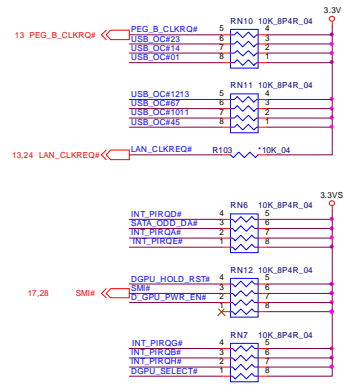 3.3V
RN10 10K_8P4R_04
13 PEG_B_CLKRQ# PEG_B_CLKRQ# 5 4
USB_OC#23 6 3
USB_OC#14 7 2
USB_OC#01 8 1
RN11 10K_8P4R_04
USB_OC#1213 5 4
USB_OC#67 6 3
USB_OC#1011 7 2
USB_OC#45 8 1
13,24 LAN_CLKREQ# LAN_CLKREQ# R103 *10K_04
3.3VS
RN6 10K_8P4R_04
INT_PIRQD# 4 5
SATA_ODD_DA# 3 6
INT_PIRQA# 2 7
INT_PIRQE# 1 8
RN12 10K_8P4R_04
DGPU_HOLD_RST# 4 5
17,28 SMI# SMI# 3 6
D_GPU_PWR_EN# 2 7
1 8
RN7 10K_8P4R_04
INT_PIRQG# 4 5
INT_PIRQB# 3 6
INT_PIRQH# 2 7
DGPU_SELECT# 1 8